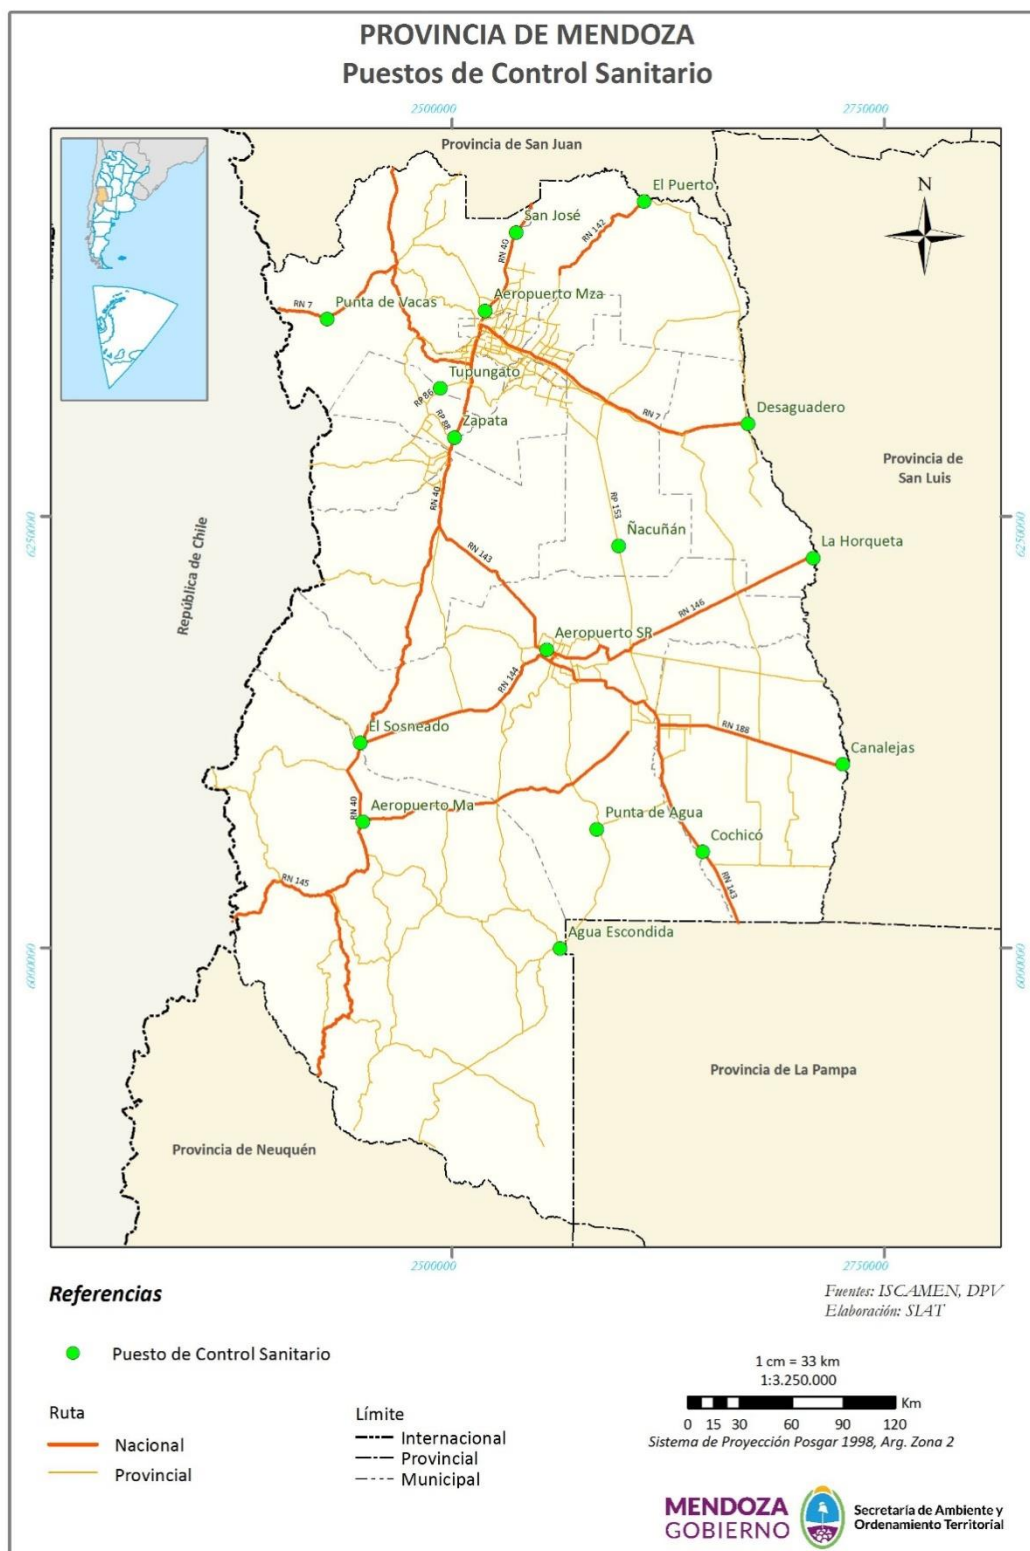 PROVINCIA DE MENDOZA
Puestos de Control Sanitario
2500000
2750000
Provincia de San Juan
El Puerto
N
San José
RN 142
RN 40
Aeropuerto Mza
RN 7
Punta de Vacas
Tupungato
RP 86
RP 88
Zapata
RN 7
Desaguadero
Provincia de
San Luis
RN 40
RP 153
6250000
6250000
República de Chile
Ñacuñán
La Horqueta
RN 143
RN 146
Aeropuerto SR
RN 144
El Sosneado
RN 188
Canalejas
RN 40
Aeropuerto Ma
Punta de Agua
Cochicó
RN 145
RN 143
Agua Escondida
6000000
6000000
Provincia de La Pampa
Provincia de Neuquén
2500000
2750000
Referencias
Fuentes: ISCAMEN, DPV
Elaboración: SIAT
Puesto de Control Sanitario
1 cm = 33 km
1:3.250.000
Km
0 15 30 60 90 120
Sistema de Proyección Posgar 1998, Arg. Zona 2
Ruta
Nacional
Provincial
Límite
Internacional
Provincial
Municipal
MENDOZA
GOBIERNO
Secretaría de Ambiente y
Ordenamiento Territorial